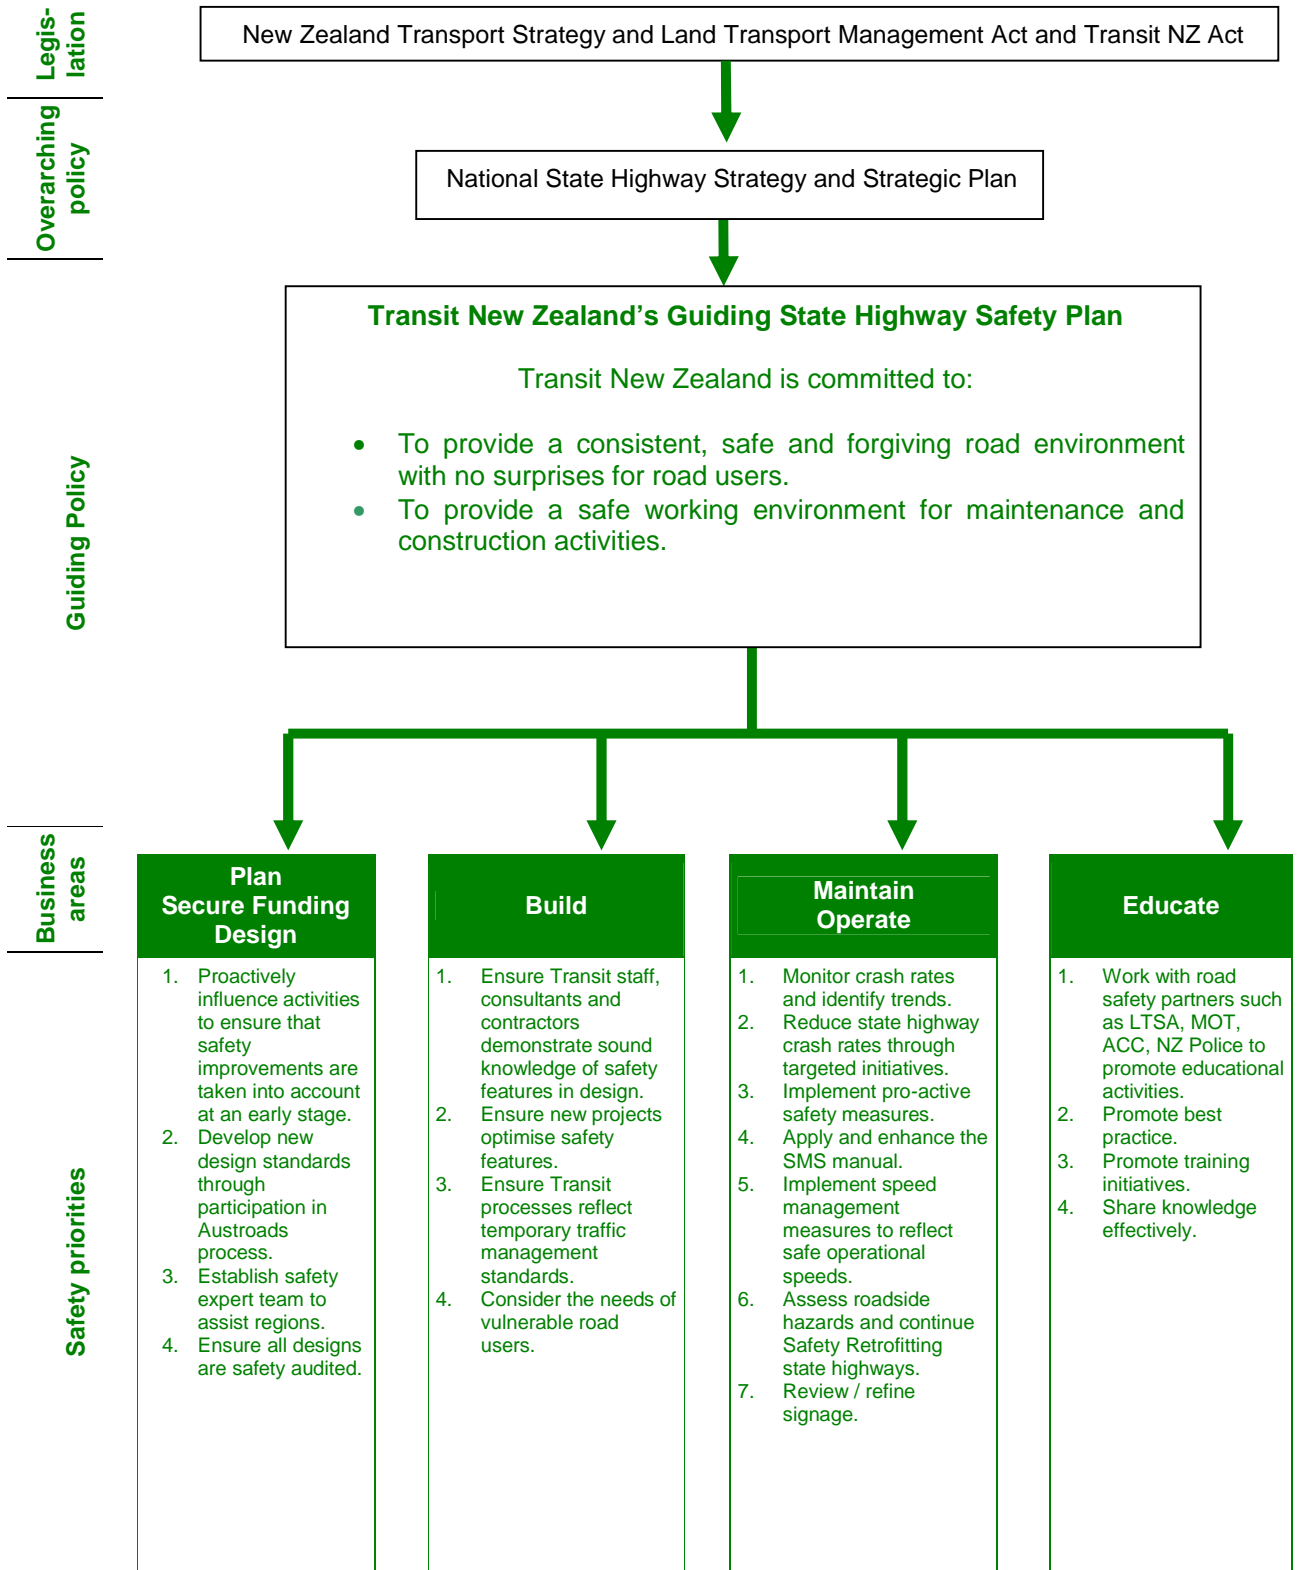 Legis-
lation
New Zealand Transport Strategy and Land Transport Management Act and Transit NZ Act
Overarching
policy
National State Highway Strategy and Strategic Plan
Guiding Policy
Transit New Zealand's Guiding State Highway Safety Plan
Transit New Zealand is committed to:
• To provide a consistent, safe and forgiving road environment
with no surprises for road users.
• To provide a safe working environment for maintenance and
construction activities.
Business
areas
Plan
Secure Funding
Design
Build
Maintain
Operate
Educate
Safety priorities
1. Proactively
influence activities
to ensure that
safety
improvements are
taken into account
at an early stage.
2. Develop new
design standards
through
participation in
Austroads
process.
3. Establish safety
expert team to
assist regions.
4. Ensure all designs
are safety audited.
1. Ensure Transit staff,
consultants and
contractors
demonstrate sound
knowledge of safety
features in design.
2. Ensure new projects
optimise safety
features.
3. Ensure Transit
processes reflect
temporary traffic
management
standards.
4. Consider the needs of
vulnerable road
users.
1. Monitor crash rates
and identify trends.
2. Reduce state highway
crash rates through
targeted initiatives.
3. Implement pro-active
safety measures.
4. Apply and enhance the
SMS manual.
5. Implement speed
management
measures to reflect
safe operational
speeds.
6. Assess roadside
hazards and continue
Safety Retrofitting
state highways.
7. Review / refine
signage.
1. Work with road
safety partners such
as LTSA, MOT,
ACC, NZ Police to
promote educational
activities.
2. Promote best
practice.
3. Promote training
initiatives.
4. Share knowledge
effectively.